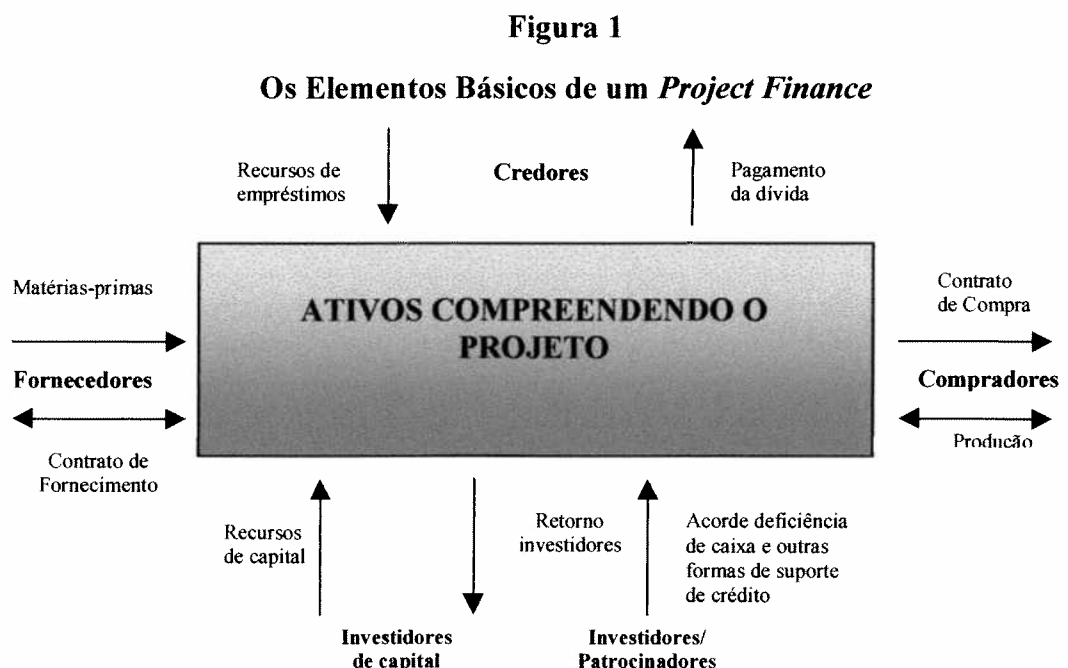 Figura 1
Os Elementos Básicos de um Project Finance
Recursos de
empréstimos
Credores
Pagamento
da dívida
Matérias-primas
ATIVOS COMPREENDENDO O
PROJETO
Contrato
de Compra
Fornecedores
Compradores
Contrato de
Fornecimento
Produção
Recursos
de capital
Retorno
investidores
Acorde deficiência
de caixa e outras
formas de suporte
de crédito
Investidores
de capital
Investidores/
Patrocinadores